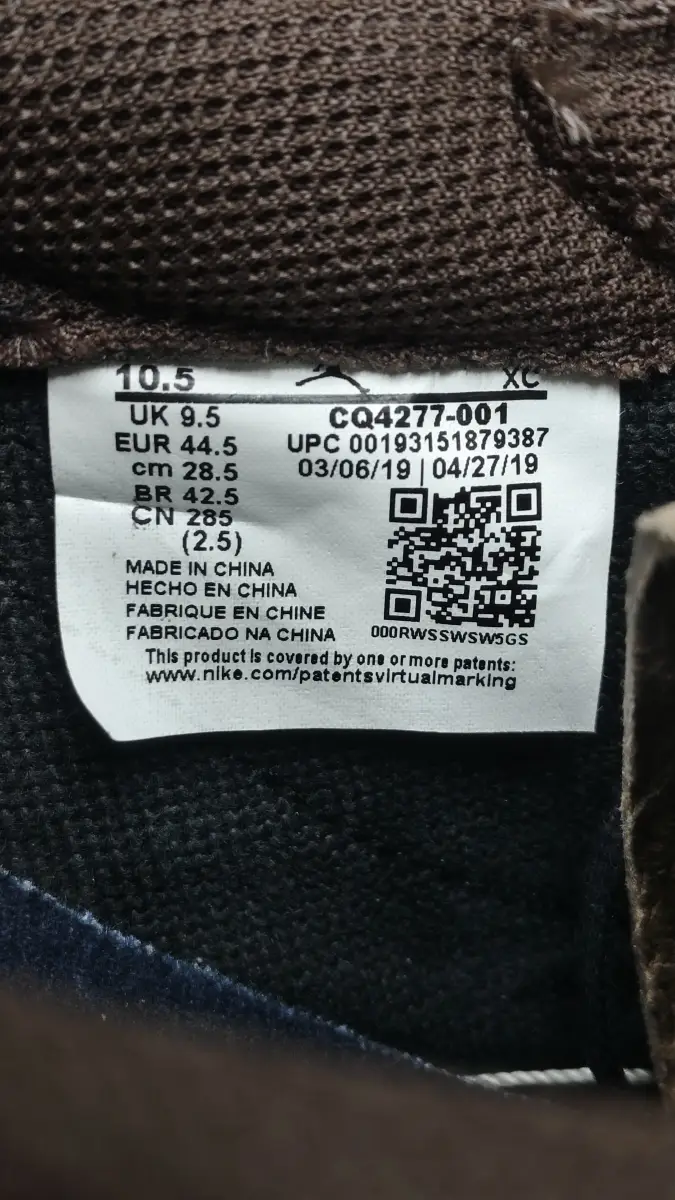 10.5 XC
UK 9.5
EUR 44.5
cm 28.5
BR 42.5
CN 285
(2.5)
CQ4277-001
UPC 00193151879387
03/06/19 | 04/27/19
MADE IN CHINA
HECHO EN CHINA
FABRIQUE EN CHINE
FABRICADO NA CHINA
000RWSSWSW5GS
This product is covered by one or more patents:
www.nike.com/patentsvirtualmarking